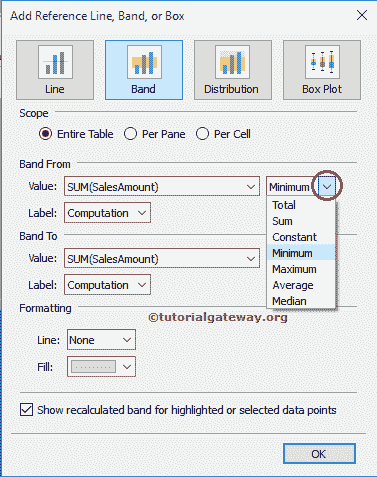 Add Reference Line, Band, or Box
Line Band Distribution Box Plot
Scope
Entire Table Per Pane Per Cell
Band From
Value: SUM(SalesAmount) Minimum
Label: Computation
Total
Sum
Constant
Minimum
Maximum
Average
Median
Band To
Value: SUM(SalesAmount)
Label: Computation
Formatting
©tutorialgateway.org
Line: None
Fill:
Show recalculated band for highlighted or selected data points
OK